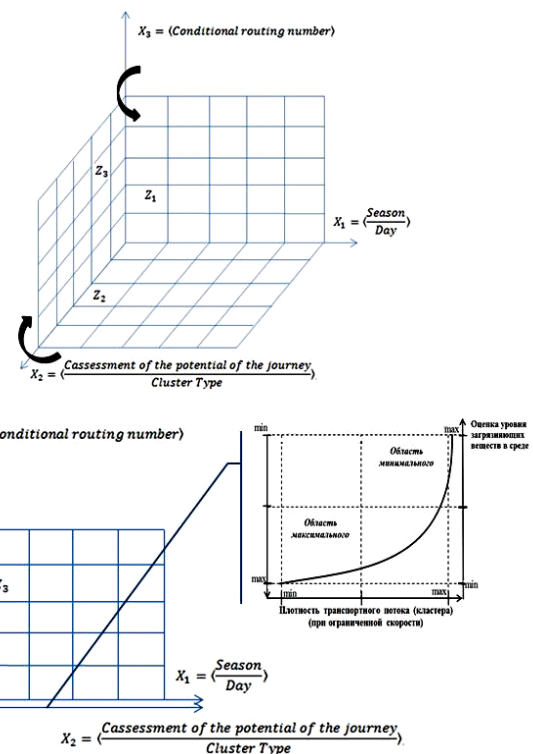 X₃ = ⟨Conditional routing number⟩
Z₃
Z₁
X₁ = ⟨Season/Day⟩
Z₂
X₂ = ⟨Cassessment of the potential of the journey/Cluster Type⟩
onditional routing number⟩
3
X₁ = ⟨Season/Day⟩
X₂ = ⟨Cassessment of the potential of the journey/Cluster Type⟩
min
max
Оценка уровня
загрязняющих
веществ в среде
Область
минимального
Область
максимального
max
min
min
max
Плотность транспортного потока (кластера)
(при ограниченной скорости)